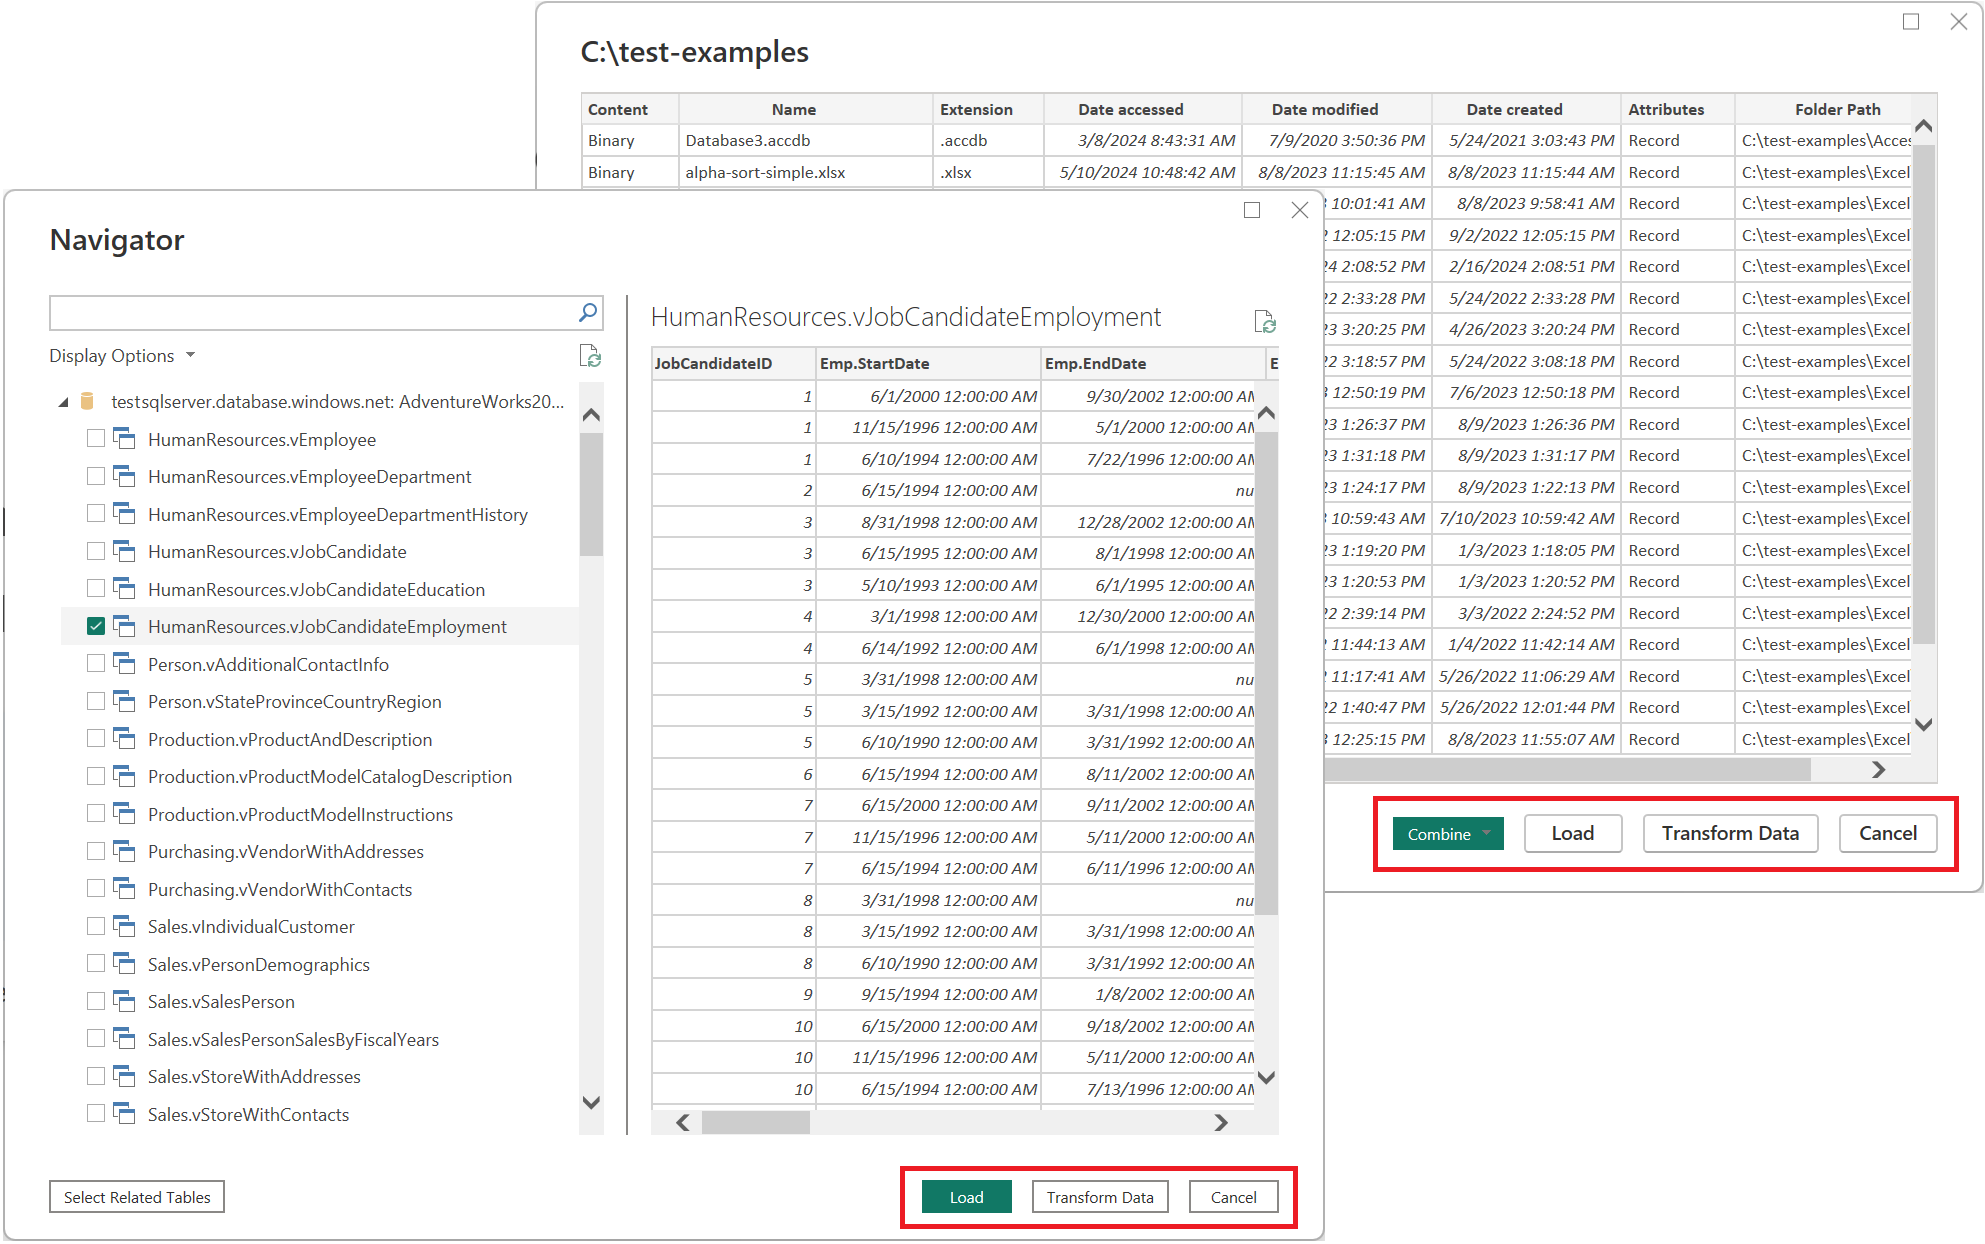 C:\test-examples
Content Name Extension Date accessed Date modified Date created Attributes Folder Path
Binary Database3.accdb .accdb 3/8/2024 8:43:31 AM 7/9/2020 3:50:36 PM 5/24/2021 3:03:43 PM Record C:\test-examples\Acces
Binary alpha-sort-simple.xlsx .xlsx 5/10/2024 10:48:42 AM 8/8/2023 11:15:45 AM 8/8/2023 11:15:44 AM Record C:\test-examples\Excel
10:01:41 AM 8/8/2023 9:58:41 AM Record C:\test-examples\Excel
12:05:15 PM 9/2/2022 12:05:15 PM Record C:\test-examples\Excel
24 2:08:52 PM 2/16/2024 2:08:51 PM Record C:\test-examples\Excel
22 2:33:28 PM 5/24/2022 2:33:28 PM Record C:\test-examples\Excel
23 3:20:25 PM 4/26/2023 3:20:24 PM Record C:\test-examples\Excel
22 3:18:57 PM 5/24/2022 3:08:18 PM Record C:\test-examples\Excel
12:50:19 PM 7/6/2023 12:50:18 PM Record C:\test-examples\Excel
23 1:26:37 PM 8/9/2023 1:26:36 PM Record C:\test-examples\Excel
23 1:31:18 PM 8/9/2023 1:31:17 PM Record C:\test-examples\Excel
23 1:24:17 PM 8/9/2023 1:22:13 PM Record C:\test-examples\Excel
10:59:43 AM 7/10/2023 10:59:42 AM Record C:\test-examples\Excel
23 1:19:20 PM 1/3/2023 1:18:05 PM Record C:\test-examples\Excel
23 1:20:53 PM 1/3/2023 1:20:52 PM Record C:\test-examples\Excel
22 2:39:14 PM 3/3/2022 2:24:52 PM Record C:\test-examples\Excel
11:44:13 AM 1/4/2022 11:42:14 AM Record C:\test-examples\Excel
11:17:41 AM 5/26/2022 11:06:29 AM Record C:\test-examples\Excel
22 1:40:47 PM 5/26/2022 12:01:44 PM Record C:\test-examples\Excel
12:25:15 PM 8/8/2023 11:55:07 AM Record C:\test-examples\Excel
Combine Load Transform Data Cancel
Navigator
Display Options
testsqlserver.database.windows.net: AdventureWorks20...
HumanResources.vEmployee
HumanResources.vEmployeeDepartment
HumanResources.vEmployeeDepartmentHistory
HumanResources.vJobCandidate
HumanResources.vJobCandidateEducation
HumanResources.vJobCandidateEmployment
Person.vAdditionalContactInfo
Person.vStateProvinceCountryRegion
Production.vProductAndDescription
Production.vProductModelCatalogDescription
Production.vProductModelInstructions
Purchasing.vVendorWithAddresses
Purchasing.vVendorWithContacts
Sales.vIndividualCustomer
Sales.vPersonDemographics
Sales.vSalesPerson
Sales.vSalesPersonSalesByFiscalYears
Sales.vStoreWithAddresses
Sales.vStoreWithContacts
HumanResources.vJobCandidateEmployment
JobCandidateID Emp.StartDate Emp.EndDate E
1 6/1/2000 12:00:00 AM 9/30/2002 12:00:00 AM
1 11/15/1996 12:00:00 AM 5/1/2000 12:00:00 AM
1 6/10/1994 12:00:00 AM 7/22/1996 12:00:00 AM
2 6/15/1994 12:00:00 AM nu
3 8/31/1998 12:00:00 AM 12/28/2002 12:00:00 AM
3 6/15/1995 12:00:00 AM 8/1/1998 12:00:00 AM
3 5/10/1993 12:00:00 AM 6/1/1995 12:00:00 AM
4 3/1/1998 12:00:00 AM 12/30/2000 12:00:00 AM
4 6/14/1992 12:00:00 AM 6/1/1998 12:00:00 AM
5 3/31/1998 12:00:00 AM nu
5 3/15/1992 12:00:00 AM 3/31/1998 12:00:00 AM
5 6/10/1990 12:00:00 AM 3/31/1992 12:00:00 AM
6 6/15/1994 12:00:00 AM 8/11/2002 12:00:00 AM
7 6/15/2000 12:00:00 AM 9/11/2002 12:00:00 AM
7 11/15/1996 12:00:00 AM 5/11/2000 12:00:00 AM
7 6/15/1994 12:00:00 AM 6/11/1996 12:00:00 AM
8 3/31/1998 12:00:00 AM nu
8 3/15/1992 12:00:00 AM 3/31/1998 12:00:00 AM
8 6/10/1990 12:00:00 AM 3/31/1992 12:00:00 AM
9 9/15/1994 12:00:00 AM 1/8/2002 12:00:00 AM
10 6/15/2000 12:00:00 AM 9/18/2002 12:00:00 AM
10 11/15/1996 12:00:00 AM 5/11/2000 12:00:00 AM
10 6/15/1994 12:00:00 AM 7/13/1996 12:00:00 AM
Select Related Tables Load Transform Data Cancel